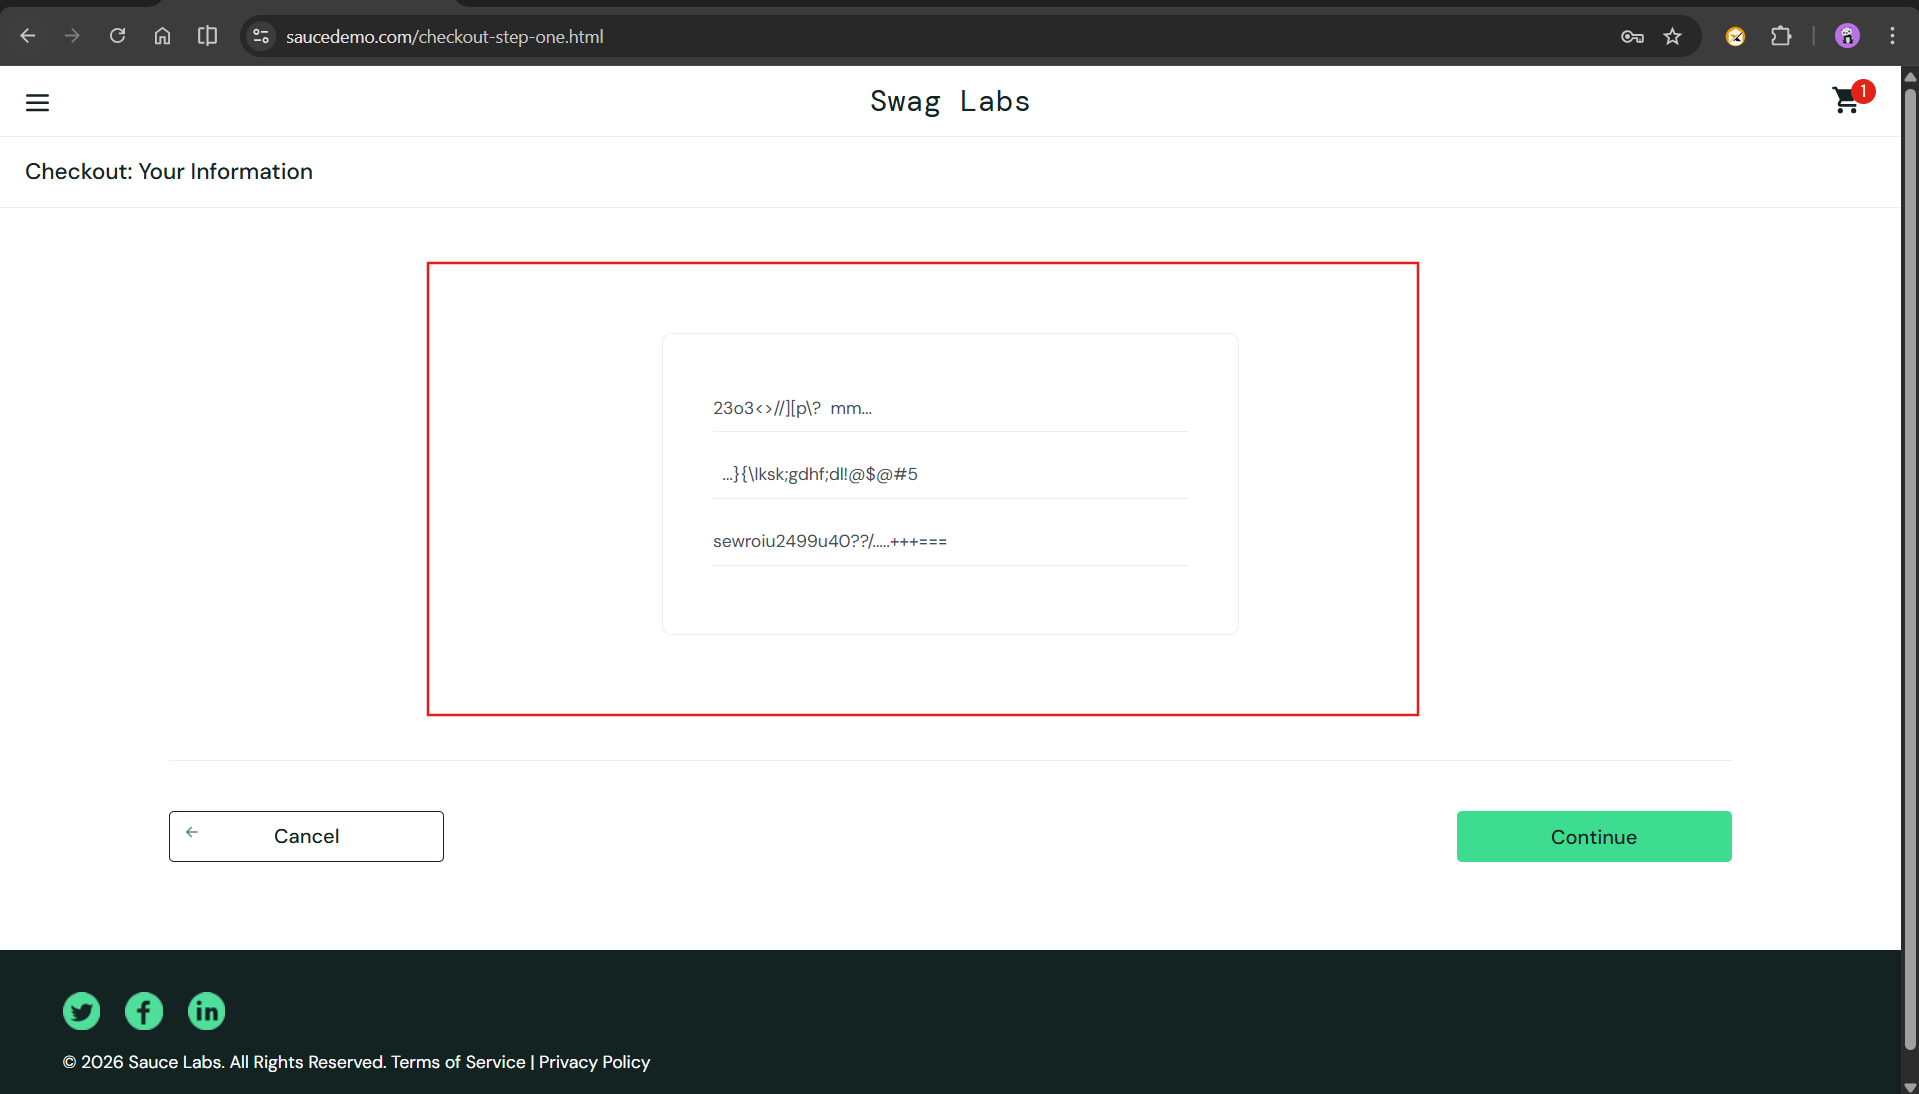 saucedemo.com/checkout-step-one.html
Swag Labs
1
Checkout: Your Information
23o3<>//][p\?  mm...
...}{\lksk;gdhf;dl!@$@#5
sewroiu2499u40??/.....+++===
Cancel
Continue
© 2026 Sauce Labs. All Rights Reserved. Terms of Service | Privacy Policy